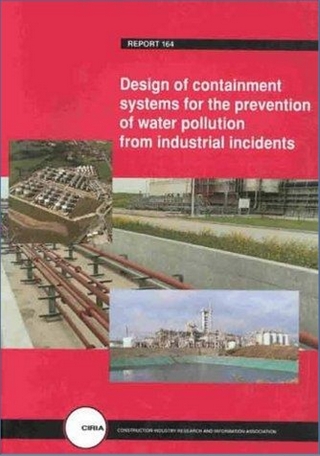 REPORT 164
Design of containment
systems for the prevention
of water pollution
from industrial incidents
CIRIA
CONSTRUCTION INDUSTRY RESEARCH AND INFORMATION ASSOCIATION